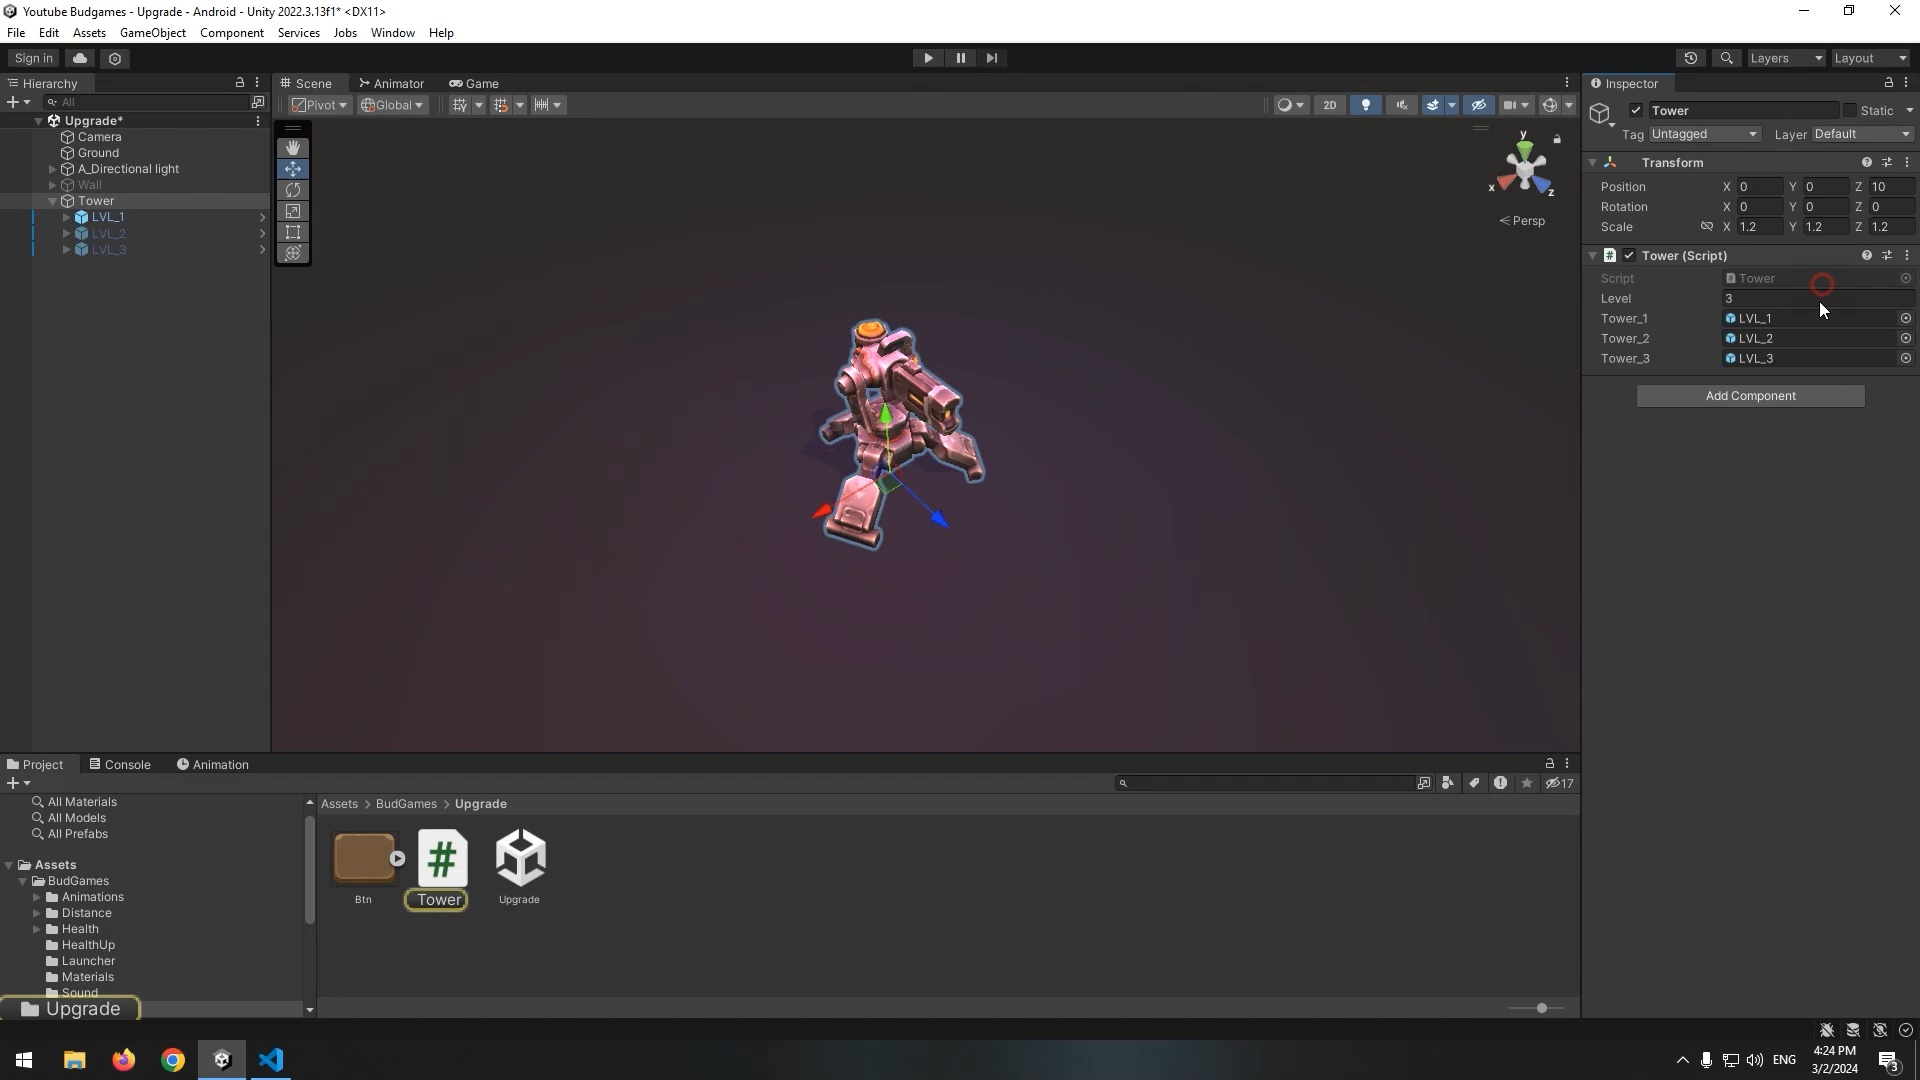 Youtube Budgames - Upgrade - Android - Unity 2022.3.13f1* <DX11>
File Edit Assets GameObject Component Services Jobs Window Help
Sign in
Layers
Layout
Hierarchy
All
Upgrade*
Camera
Ground
A_Directional light
Wall
Tower
LVL_1
LVL_2
LVL_3
Scene
Animator
Game
Pivot
Global
2D
y
x
z
Persp
Inspector
Tower
Static
Tag Untagged
Layer Default
Transform
Position X 0 Y 0 Z 10
Rotation X 0 Y 0 Z 0
Scale X 1.2 Y 1.2 Z 1.2
# Tower (Script)
Script Tower
Level 3
Tower_1 LVL_1
Tower_2 LVL_2
Tower_3 LVL_3
Add Component
Project
Console
Animation
17
All Materials
All Models
All Prefabs
Assets
BudGames
Animations
Distance
Health
HealthUp
Launcher
Materials
Sound
Upgrade
Assets > BudGames > Upgrade
#
Btn
Tower
Upgrade
ENG
4:24 PM
3/2/2024
3